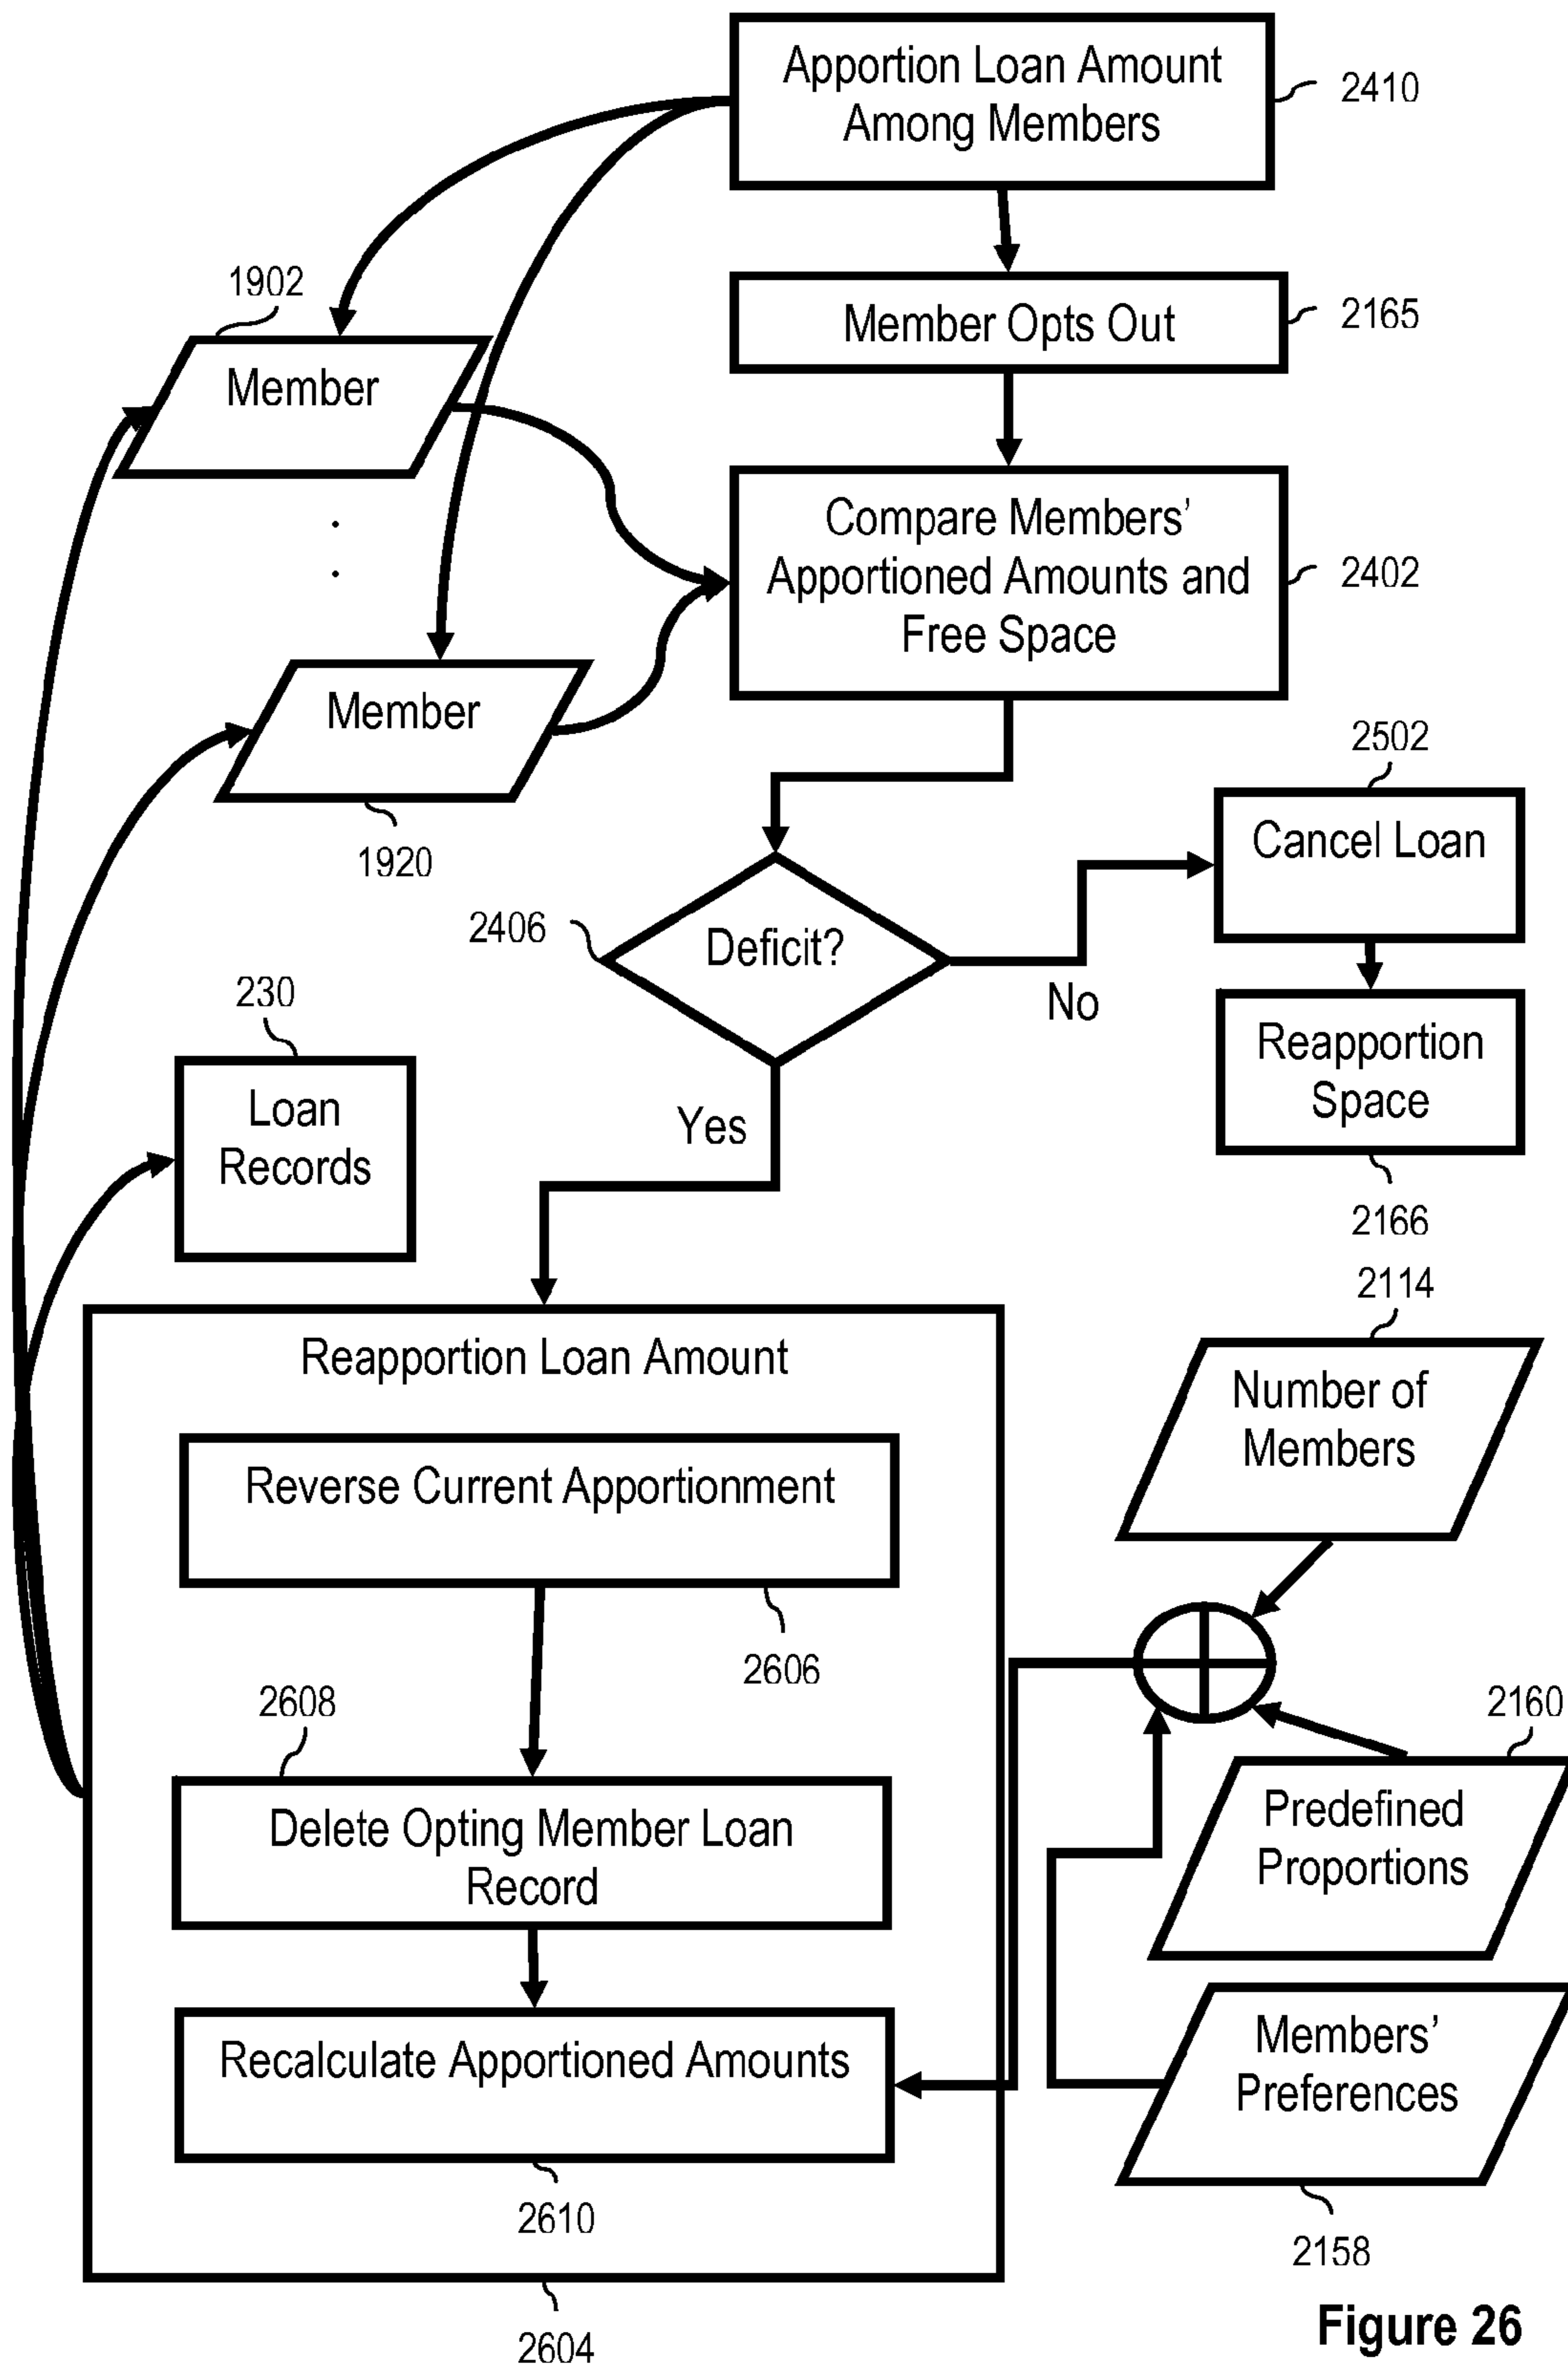 Apportion Loan Amount
Among Members
2410
1902
Member Opts Out
2165
Member
Compare Members'
Apportioned Amounts and
Free Space
2402
Member
1920
2502
Cancel Loan
2406
Deficit?
No
230
Reapportion
Space
2166
Loan
Records
Yes
2114
Reapportion Loan Amount
Number of
Members
Reverse Current Apportionment
2606
2608
2160
Delete Opting Member Loan
Record
Predefined
Proportions
Recalculate Apportioned Amounts
Members'
Preferences
2610
2158
2604
Figure 26